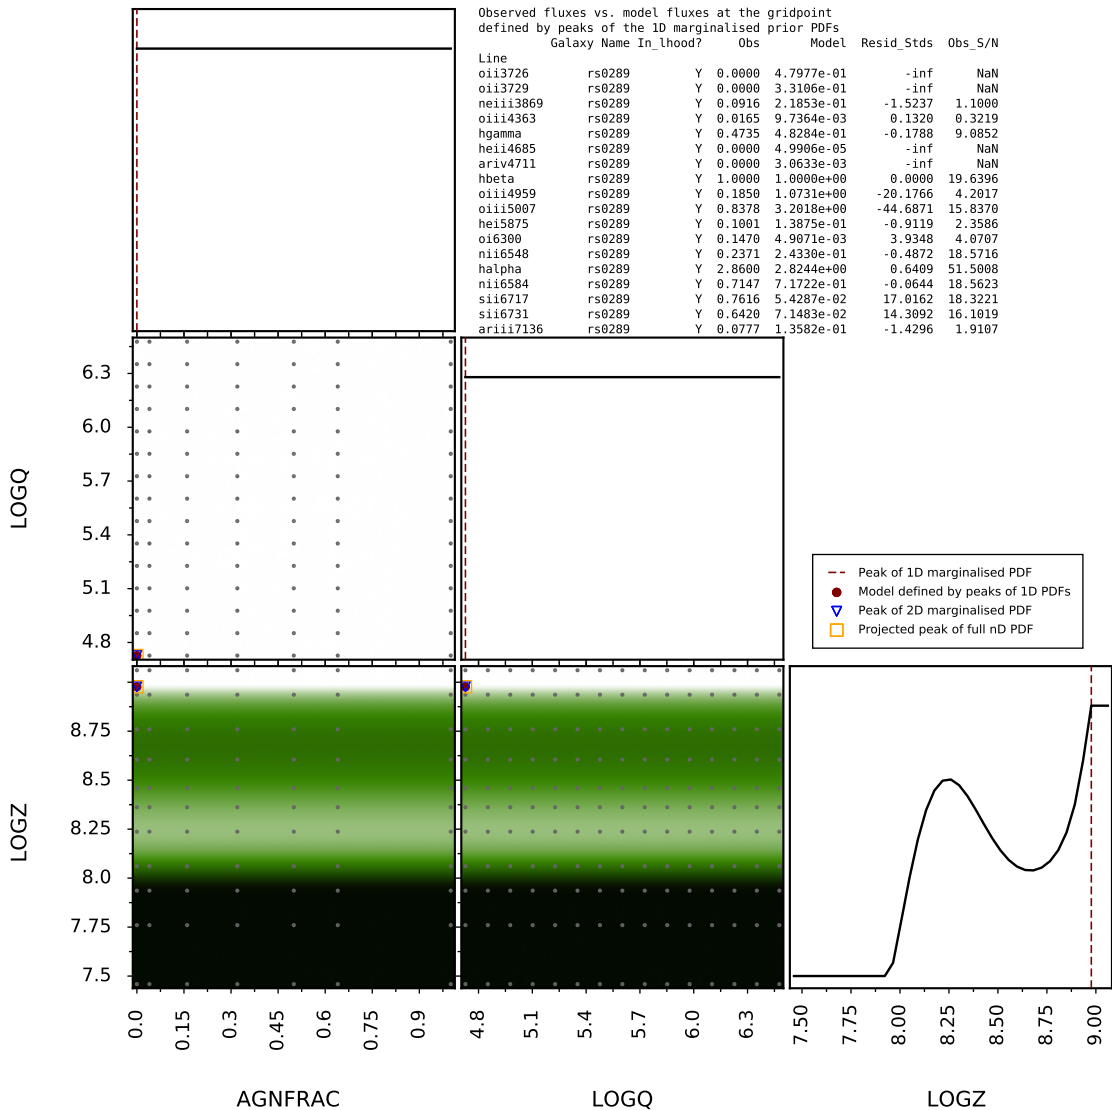 Observed fluxes vs. model fluxes at the gridpoint
defined by peaks of the 1D marginalised prior PDFs
Galaxy Name In_lhood? Obs Model Resid_Stds Obs_S/N
Line
oii3726 rs0289 Y 0.0000 4.7977e-01 -inf NaN
oii3729 rs0289 Y 0.0000 3.3106e-01 -inf NaN
neiii3869 rs0289 Y 0.0916 2.1853e-01 -1.5237 1.1000
oiii4363 rs0289 Y 0.0165 9.7364e-03 0.1320 0.3219
hgamma rs0289 Y 0.4735 4.8284e-01 -0.1788 9.0852
heii4685 rs0289 Y 0.0000 4.9906e-05 -inf NaN
ariv4711 rs0289 Y 0.0000 3.0633e-03 -inf NaN
hbeta rs0289 Y 1.0000 1.0000e+00 0.0000 19.6396
oiii4959 rs0289 Y 0.1850 1.0731e+00 -20.1766 4.2017
oiii5007 rs0289 Y 0.8378 3.2018e+00 -44.6871 15.8370
hei5875 rs0289 Y 0.1001 1.3875e-01 -0.9119 2.3586
oi6300 rs0289 Y 0.1470 4.9071e-03 3.9348 4.0707
nii6548 rs0289 Y 0.2371 2.4330e-01 -0.4872 18.5716
halpha rs0289 Y 2.8600 2.8244e+00 0.6409 51.5008
nii6584 rs0289 Y 0.7147 7.1722e-01 -0.0644 18.5623
sii6717 rs0289 Y 0.7616 5.4287e-02 17.0162 18.3221
sii6731 rs0289 Y 0.6420 7.1483e-02 14.3092 16.1019
ariii7136 rs0289 Y 0.0777 1.3582e-01 -1.4296 1.9107
6.3
6.0
5.7
5.4
5.1
4.8
LOGQ
Peak of 1D marginalised PDF
Model defined by peaks of 1D PDFs
Peak of 2D marginalised PDF
Projected peak of full nD PDF
8.75
8.5
8.25
8.0
7.75
7.5
LOGZ
0.0 0.15 0.3 0.45 0.6 0.75 0.9
4.8 5.1 5.4 5.7 6.0 6.3
7.50 7.75 8.00 8.25 8.50 8.75 9.00
AGNFRAC
LOGQ
LOGZ